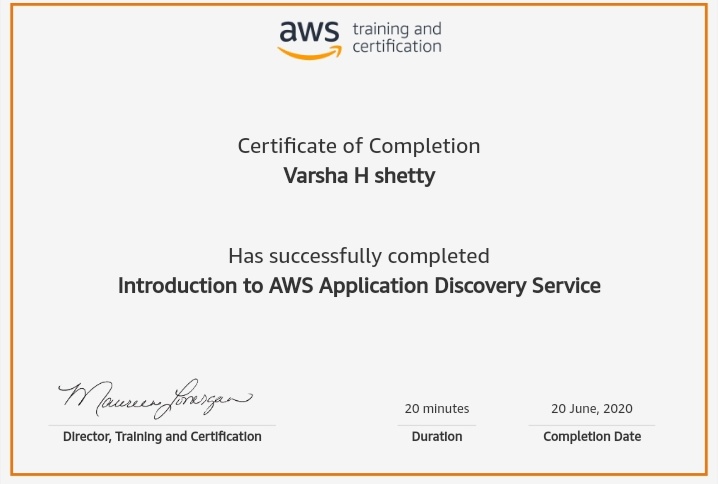 aws training and
certification
Certificate of Completion
Varsha H shetty
Has successfully completed
Introduction to AWS Application Discovery Service
Maureen Lonergan
20 minutes
20 June, 2020
Director, Training and Certification
Duration
Completion Date